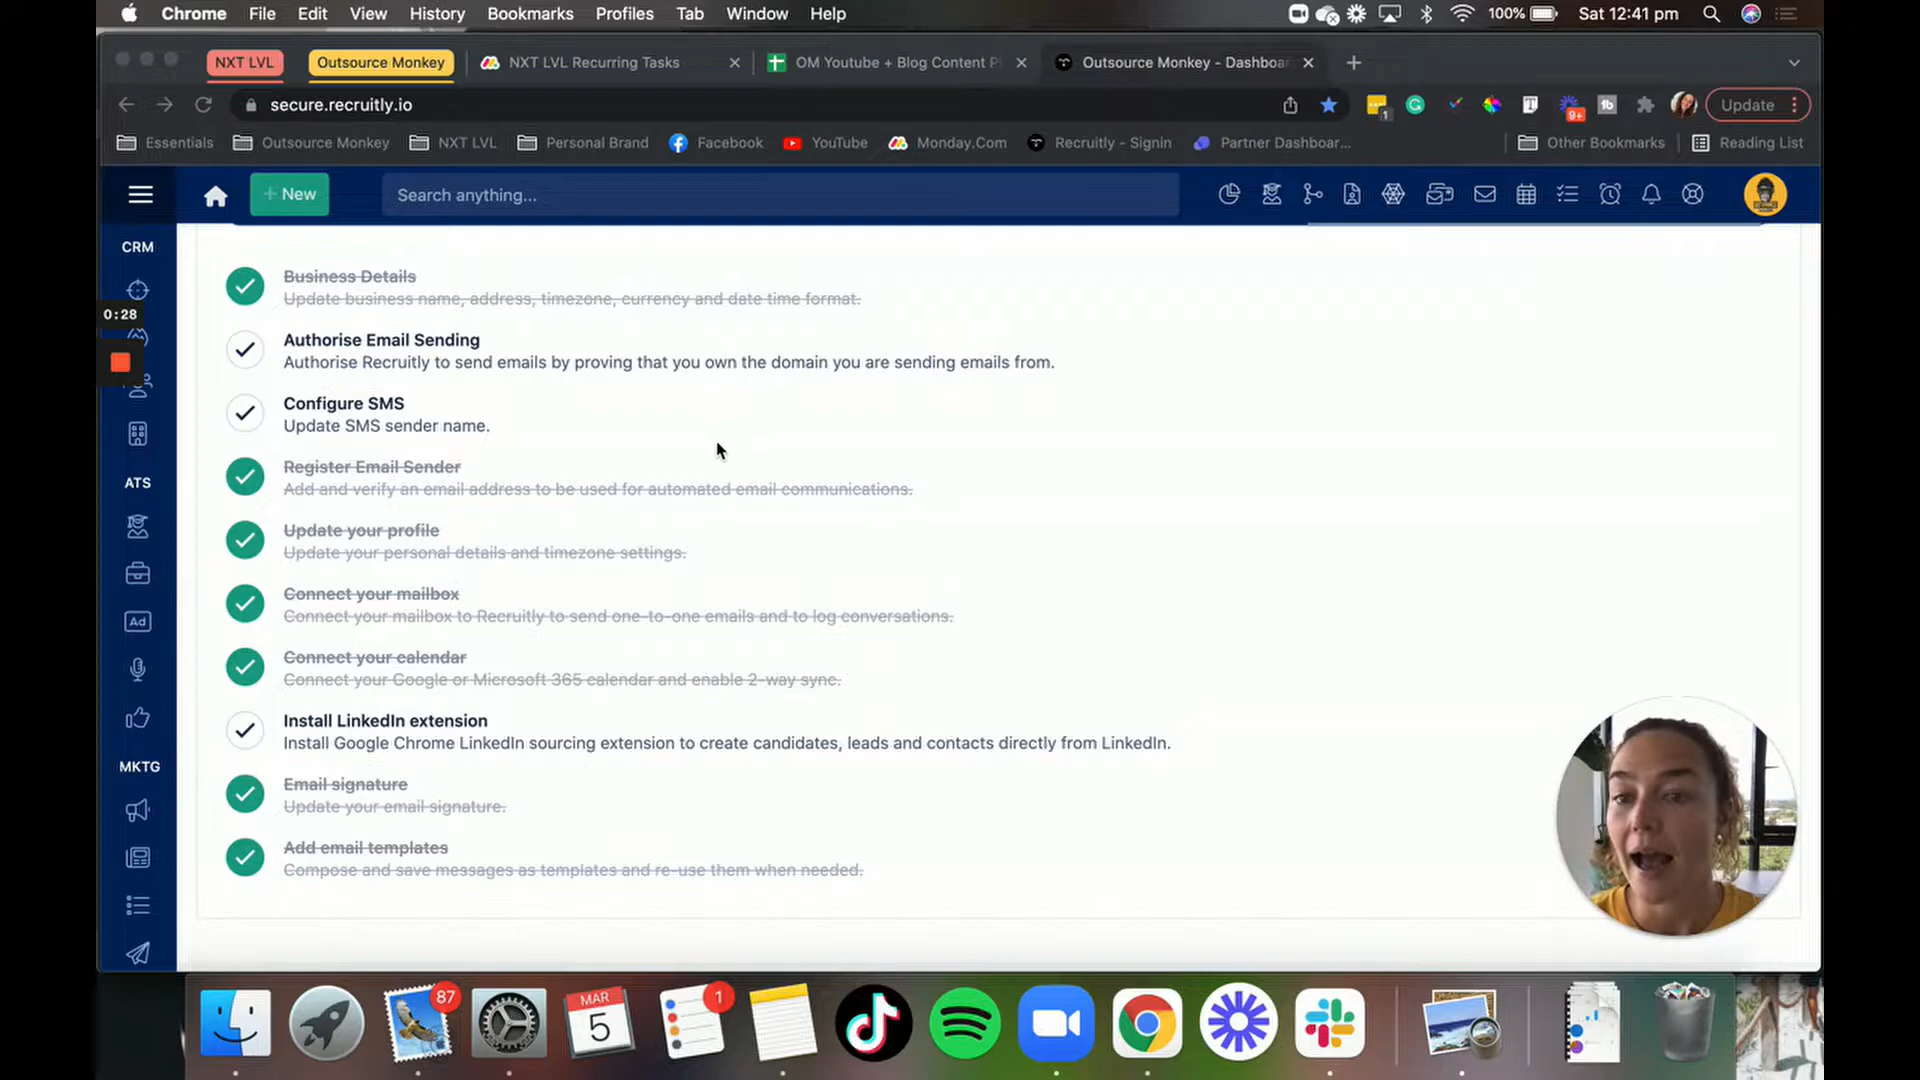 Chrome File Edit View History Bookmarks Profiles Tab Window Help 100% Sat 12:41 pm
NXT LVL Outsource Monkey NXT LVL Recurring Tasks OM Youtube + Blog Content Pl Outsource Monkey - Dashboa
secure.recruitly.io 1 9+ Update
Essentials Outsource Monkey NXT LVL Personal Brand Facebook YouTube Monday.Com Recruitly - Signin Partner Dashboar... Other Bookmarks Reading List
+ New Search anything...
CRM
0:28
ATS
Ad
MKTG
Business Details
Update business name, address, timezone, currency and date time format.
Authorise Email Sending
Authorise Recruitly to send emails by proving that you own the domain you are sending emails from.
Configure SMS
Update SMS sender name.
Register Email Sender
Add and verify an email address to be used for automated email communications.
Update your profile
Update your personal details and timezone settings.
Connect your mailbox
Connect your mailbox to Recruitly to send one-to-one emails and to log conversations.
Connect your calendar
Connect your Google or Microsoft 365 calendar and enable 2-way sync.
Install LinkedIn extension
Install Google Chrome LinkedIn sourcing extension to create candidates, leads and contacts directly from LinkedIn.
Email signature
Update your email signature.
Add email templates
Compose and save messages as templates and re-use them when needed.
87
MAR
5
1